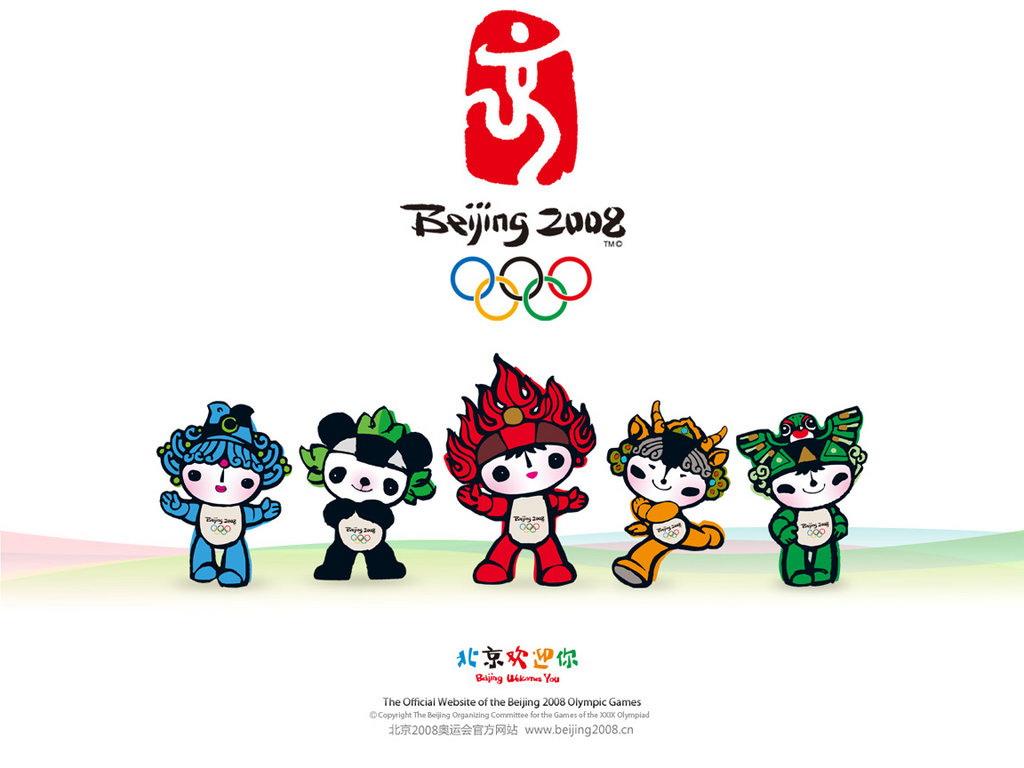 Beijing 2008
TM©
Beijing 2008
Beijing 2008
Beijing 2008
Beijing 2008
Beijing 2008
北京欢迎你
Beijing Welcomes You
The Official Website of the Beijing 2008 Olympic Games
© Copyright The Beijing Organizing Committee for the Games of the XXIX Olympiad
北京2008奥运会官方网站 www.beijing2008.cn